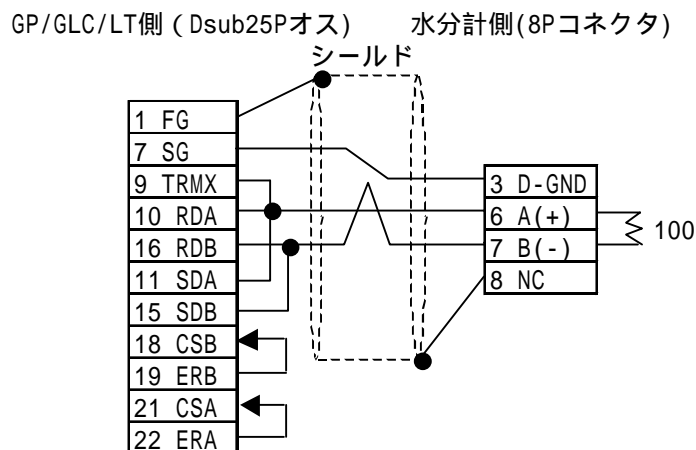 GP/GLC/LT側(Dsub25Pオス) 水分計側(8Pコネクタ)
シールド
1 FG
7 SG
9 TRMX
10 RDA
16 RDB
11 SDA
15 SDB
18 CSB
19 ERB
21 CSA
22 ERA
3 D-GND
6 A(+)
7 B(-)
8 NC
100